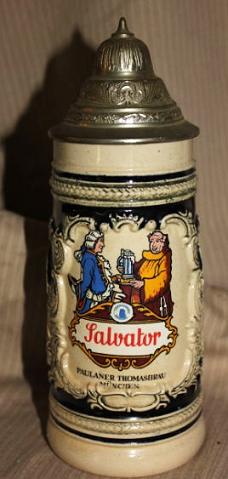 Salvator
PAULANER THOMASBRÄU
MÜNCHEN